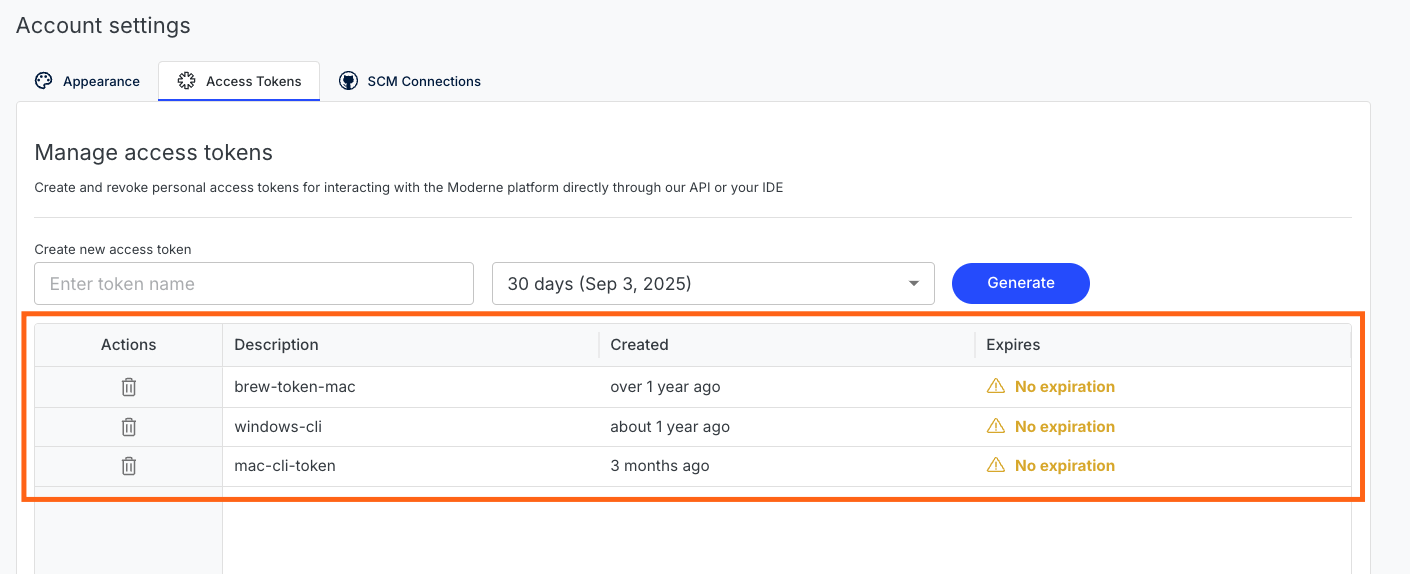 Account settings
Appearance Access Tokens SCM Connections
Manage access tokens
Create and revoke personal access tokens for interacting with the Moderne platform directly through our API or your IDE
Create new access token
Enter token name 30 days (Sep 3, 2025) Generate
Actions Description Created Expires
brew-token-mac over 1 year ago No expiration
windows-cli about 1 year ago No expiration
mac-cli-token 3 months ago No expiration